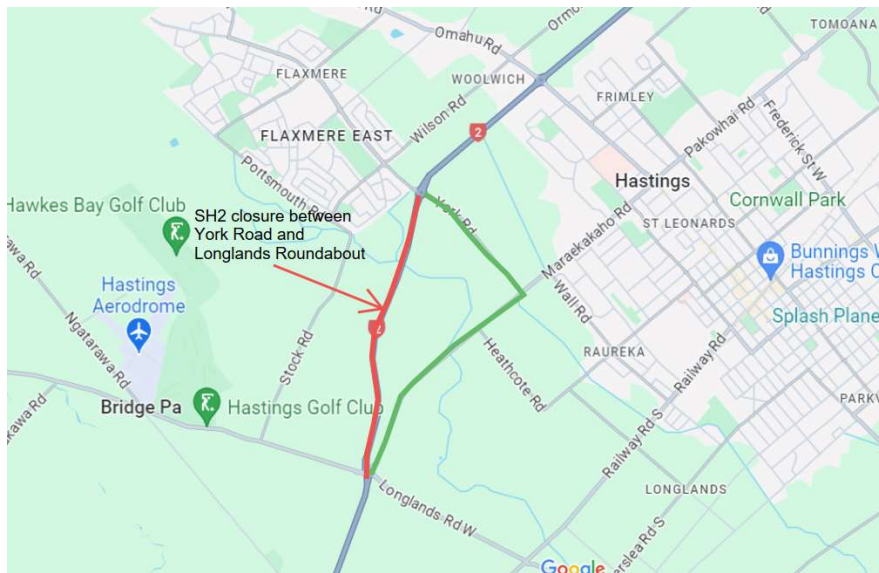 TOMOANA
Omahu Rd
Ormo
WOOLWICH
FLAXMERE
Wilson Rd
FRIMLEY
Pakowhai Rd
Frederick St W
FLAXMERE EAST
2
Portsmouth Rd
Hastings
Hawkes Bay Golf Club
SH2 closure between
York Road and
Longlands Roundabout
York Rd
Cornwall Park
ST LEONARDS
Maraekakaho Rd
Bunnings W
Hastings C
Hastings
Aerodrome
Ngatarawa Rd
Wall Rd
Splash Plane
2
Stock Rd
Heathcote Rd
RAUREKA
Railway Rd
Bridge Pa
Hastings Golf Club
PARKV
Railway Rd S
Longlands Rd W
LONGLANDS
Google